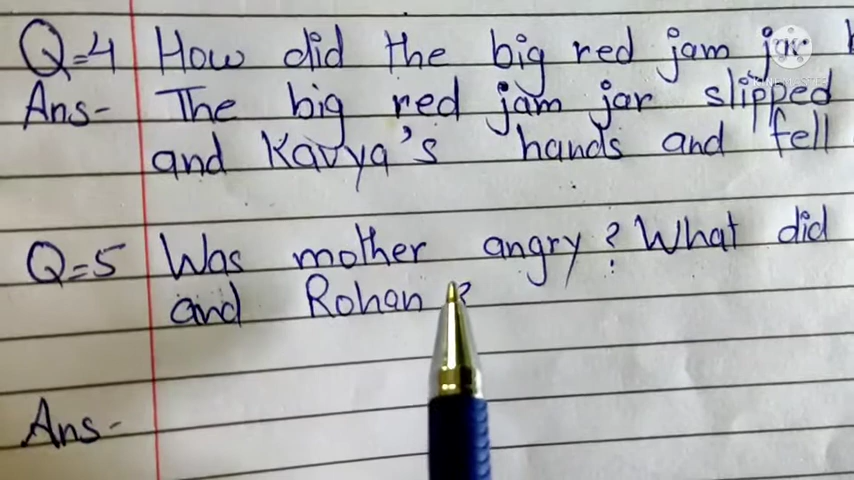 Q=4 How did the big red jam jar
Ans- The big red jam jar slipped
and Kavya's hands and fell
Q=5 Was mother angry? What did
and Rohan?
Ans-